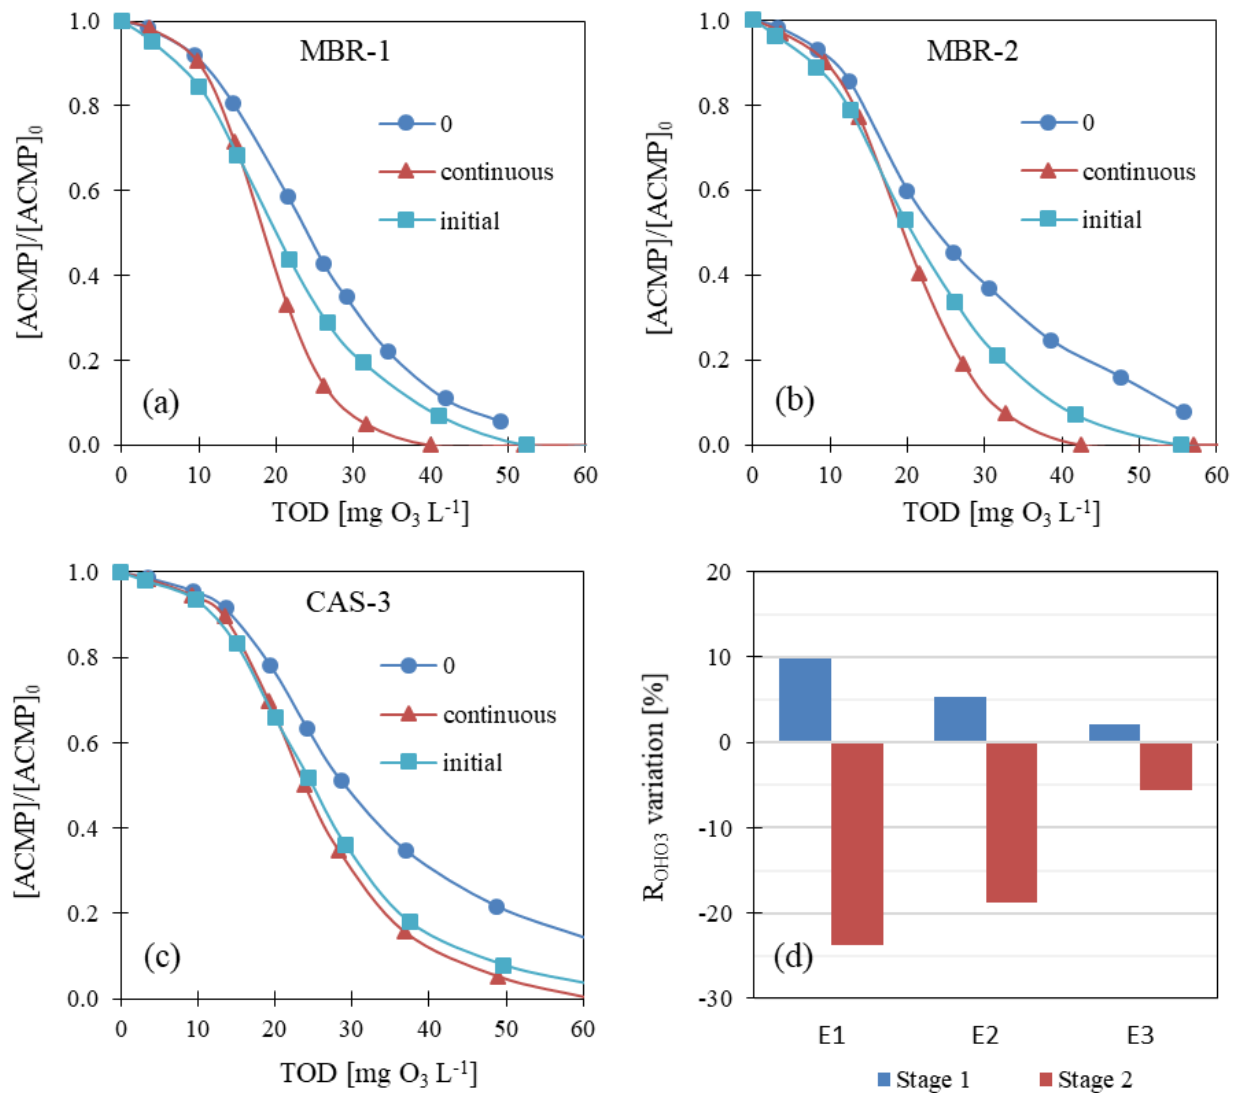 MBR-1
[ACMP]/[ACMP]₀
1.0
0.8
0.6
0.4
0.2
0.0
0
continuous
initial
(a)
0 10 20 30 40 50 60
TOD [mg O₃ L⁻¹]
MBR-2
[ACMP]/[ACMP]₀
1.0
0.8
0.6
0.4
0.2
0.0
0
continuous
initial
(b)
0 10 20 30 40 50 60
TOD [mg O₃ L⁻¹]
CAS-3
[ACMP]/[ACMP]₀
1.0
0.8
0.6
0.4
0.2
0.0
0
continuous
initial
(c)
0 10 20 30 40 50 60
TOD [mg O₃ L⁻¹]
R_OHO3 variation [%]
20
10
0
-10
-20
-30
(d)
E1 E2 E3
Stage 1 Stage 2